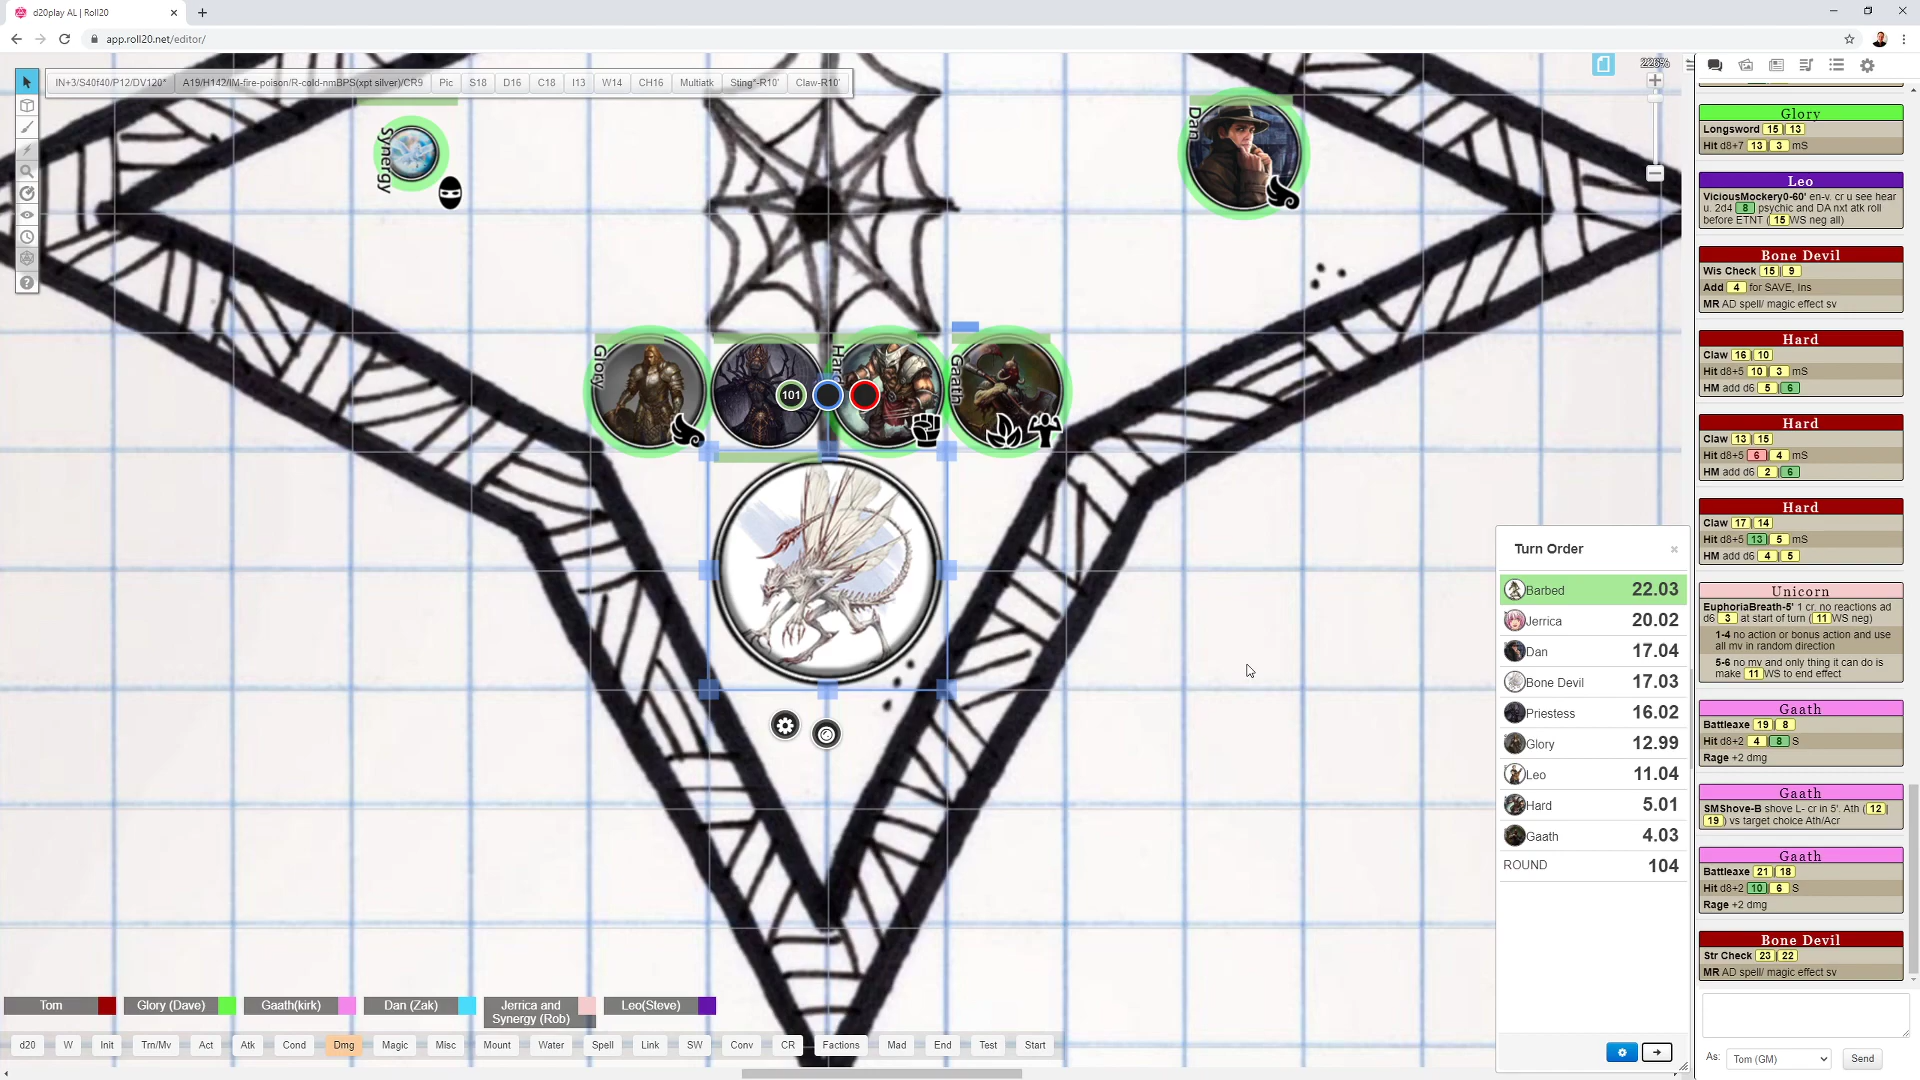 d20play AL | Roll20
app.roll20.net/editor/
IN+3/S40f40/P12/DV120* A19/H142/IM-fire-poison/R-cold-nmBPS(xpt silver)/CR9 Pic S18 D16 C18 I13 W14 CH16 Multiatk Sting*-R10' Claw-R10'
Synergy
Dan
Glory
Hard
Gaath
101
Turn Order
Barbed 22.03
Jerrica 20.02
Dan 17.04
Bone Devil 17.03
Priestess 16.02
Glory 12.99
Leo 11.04
Hard 5.01
Gaath 4.03
ROUND 104
Glory
Longsword 15 13
Hit d8+7 13 3 mS
Leo
ViciousMockery0-60' en-v. cr u see hear
u. 2d4 8 psychic and DA nxt atk roll
before ETNT (15 WS neg all)
Bone Devil
Wis Check 15 9
Add 4 for SAVE, Ins
MR AD spell/ magic effect sv
Hard
Claw 16 10
Hit d8+5 10 3 mS
HM add d6 5 6
Hard
Claw 13 15
Hit d8+5 6 4 mS
HM add d6 2 6
Hard
Claw 17 14
Hit d8+5 13 5 mS
HM add d6 4 5
Unicorn
EuphoriaBreath-5' 1 cr. no reactions ad
d6 3 at start of turn (11 WS neg)
1-4 no action or bonus action and use
all mv in random direction
5-6 no mv and only thing it can do is
make 11 WS to end effect
Gaath
Battleaxe 19 8
Hit d8+2 4 8 S
Rage +2 dmg
Gaath
SMShove-B shove L- cr in 5'. Ath (12|
19) vs target choice Ath/Acr
Gaath
Battleaxe 21 18
Hit d8+2 10 6 S
Rage +2 dmg
Bone Devil
Str Check 23 22
MR AD spell/ magic effect sv
Tom Glory (Dave) Gaath(kirk) Dan (Zak) Jerrica and Synergy (Rob) Leo(Steve)
d20 W Init Trn/Mv Act Atk Cond Dmg Magic Misc Mount Water Spell Link SW Conv CR Factions Mad End Test Start
As: Tom (GM) Send